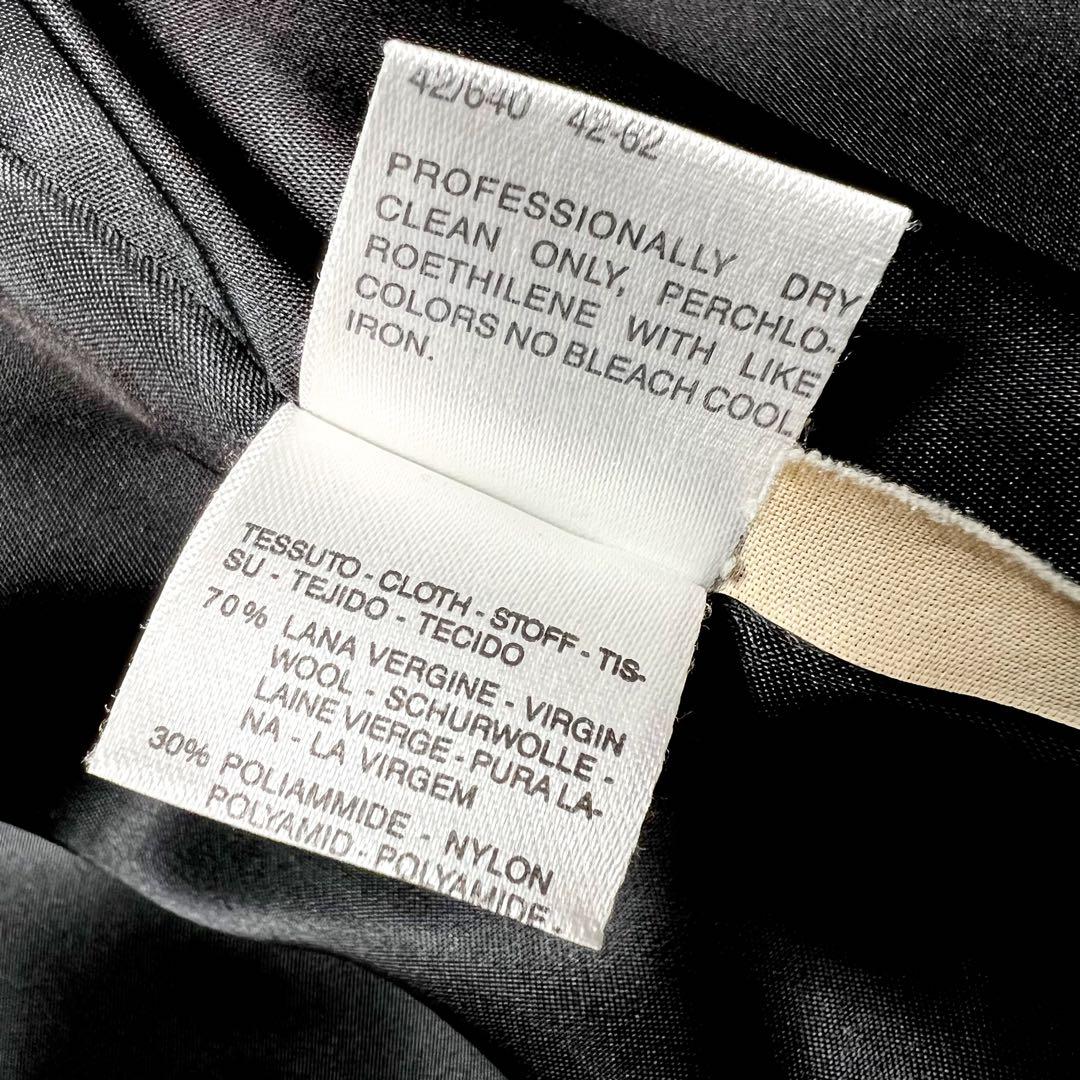 42/640 42-62
PROFESSIONALLY DRY
CLEAN ONLY, PERCHLO-
ROETHILENE WITH LIKE
COLORS NO BLEACH COOL
IRON.
TESSUTO - CLOTH - STOFF - TIS-
SU - TEJIDO - TECIDO
70% LANA VERGINE - VIRGIN
WOOL - SCHURWOLLE -
LAINE VIERGE - PURA LA-
NA - LA VIRGEM
30% POLIAMMIDE - NYLON
POLYAMID - POLYAMIDE